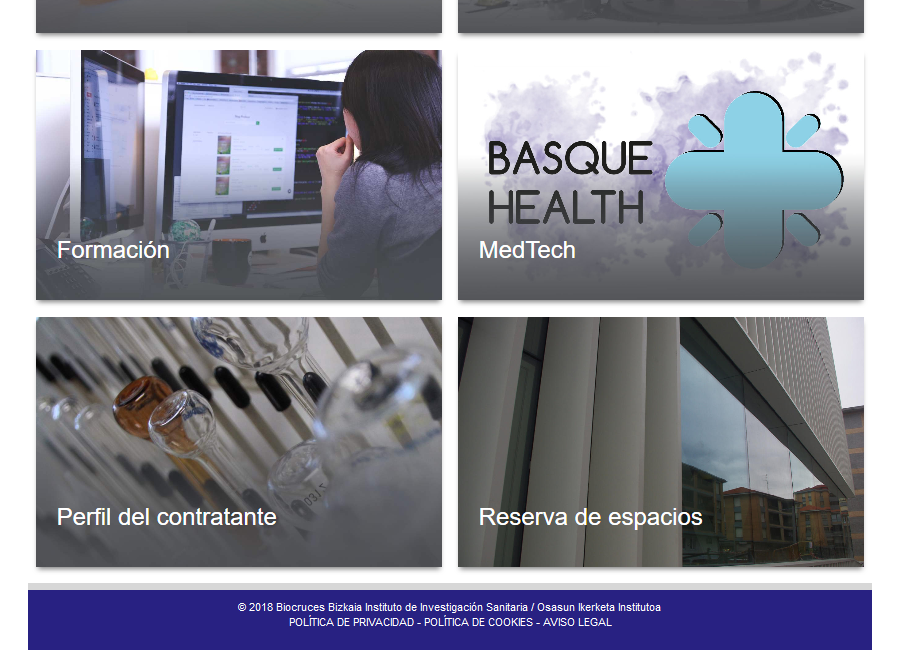 BASQUE
HEALTH
Formación
MedTech
Perfil del contratante
Reserva de espacios
© 2018 Biocruces Bizkaia Instituto de Investigación Sanitaria / Osasun Ikerketa Institutoa
POLÍTICA DE PRIVACIDAD - POLÍTICA DE COOKIES - AVISO LEGAL